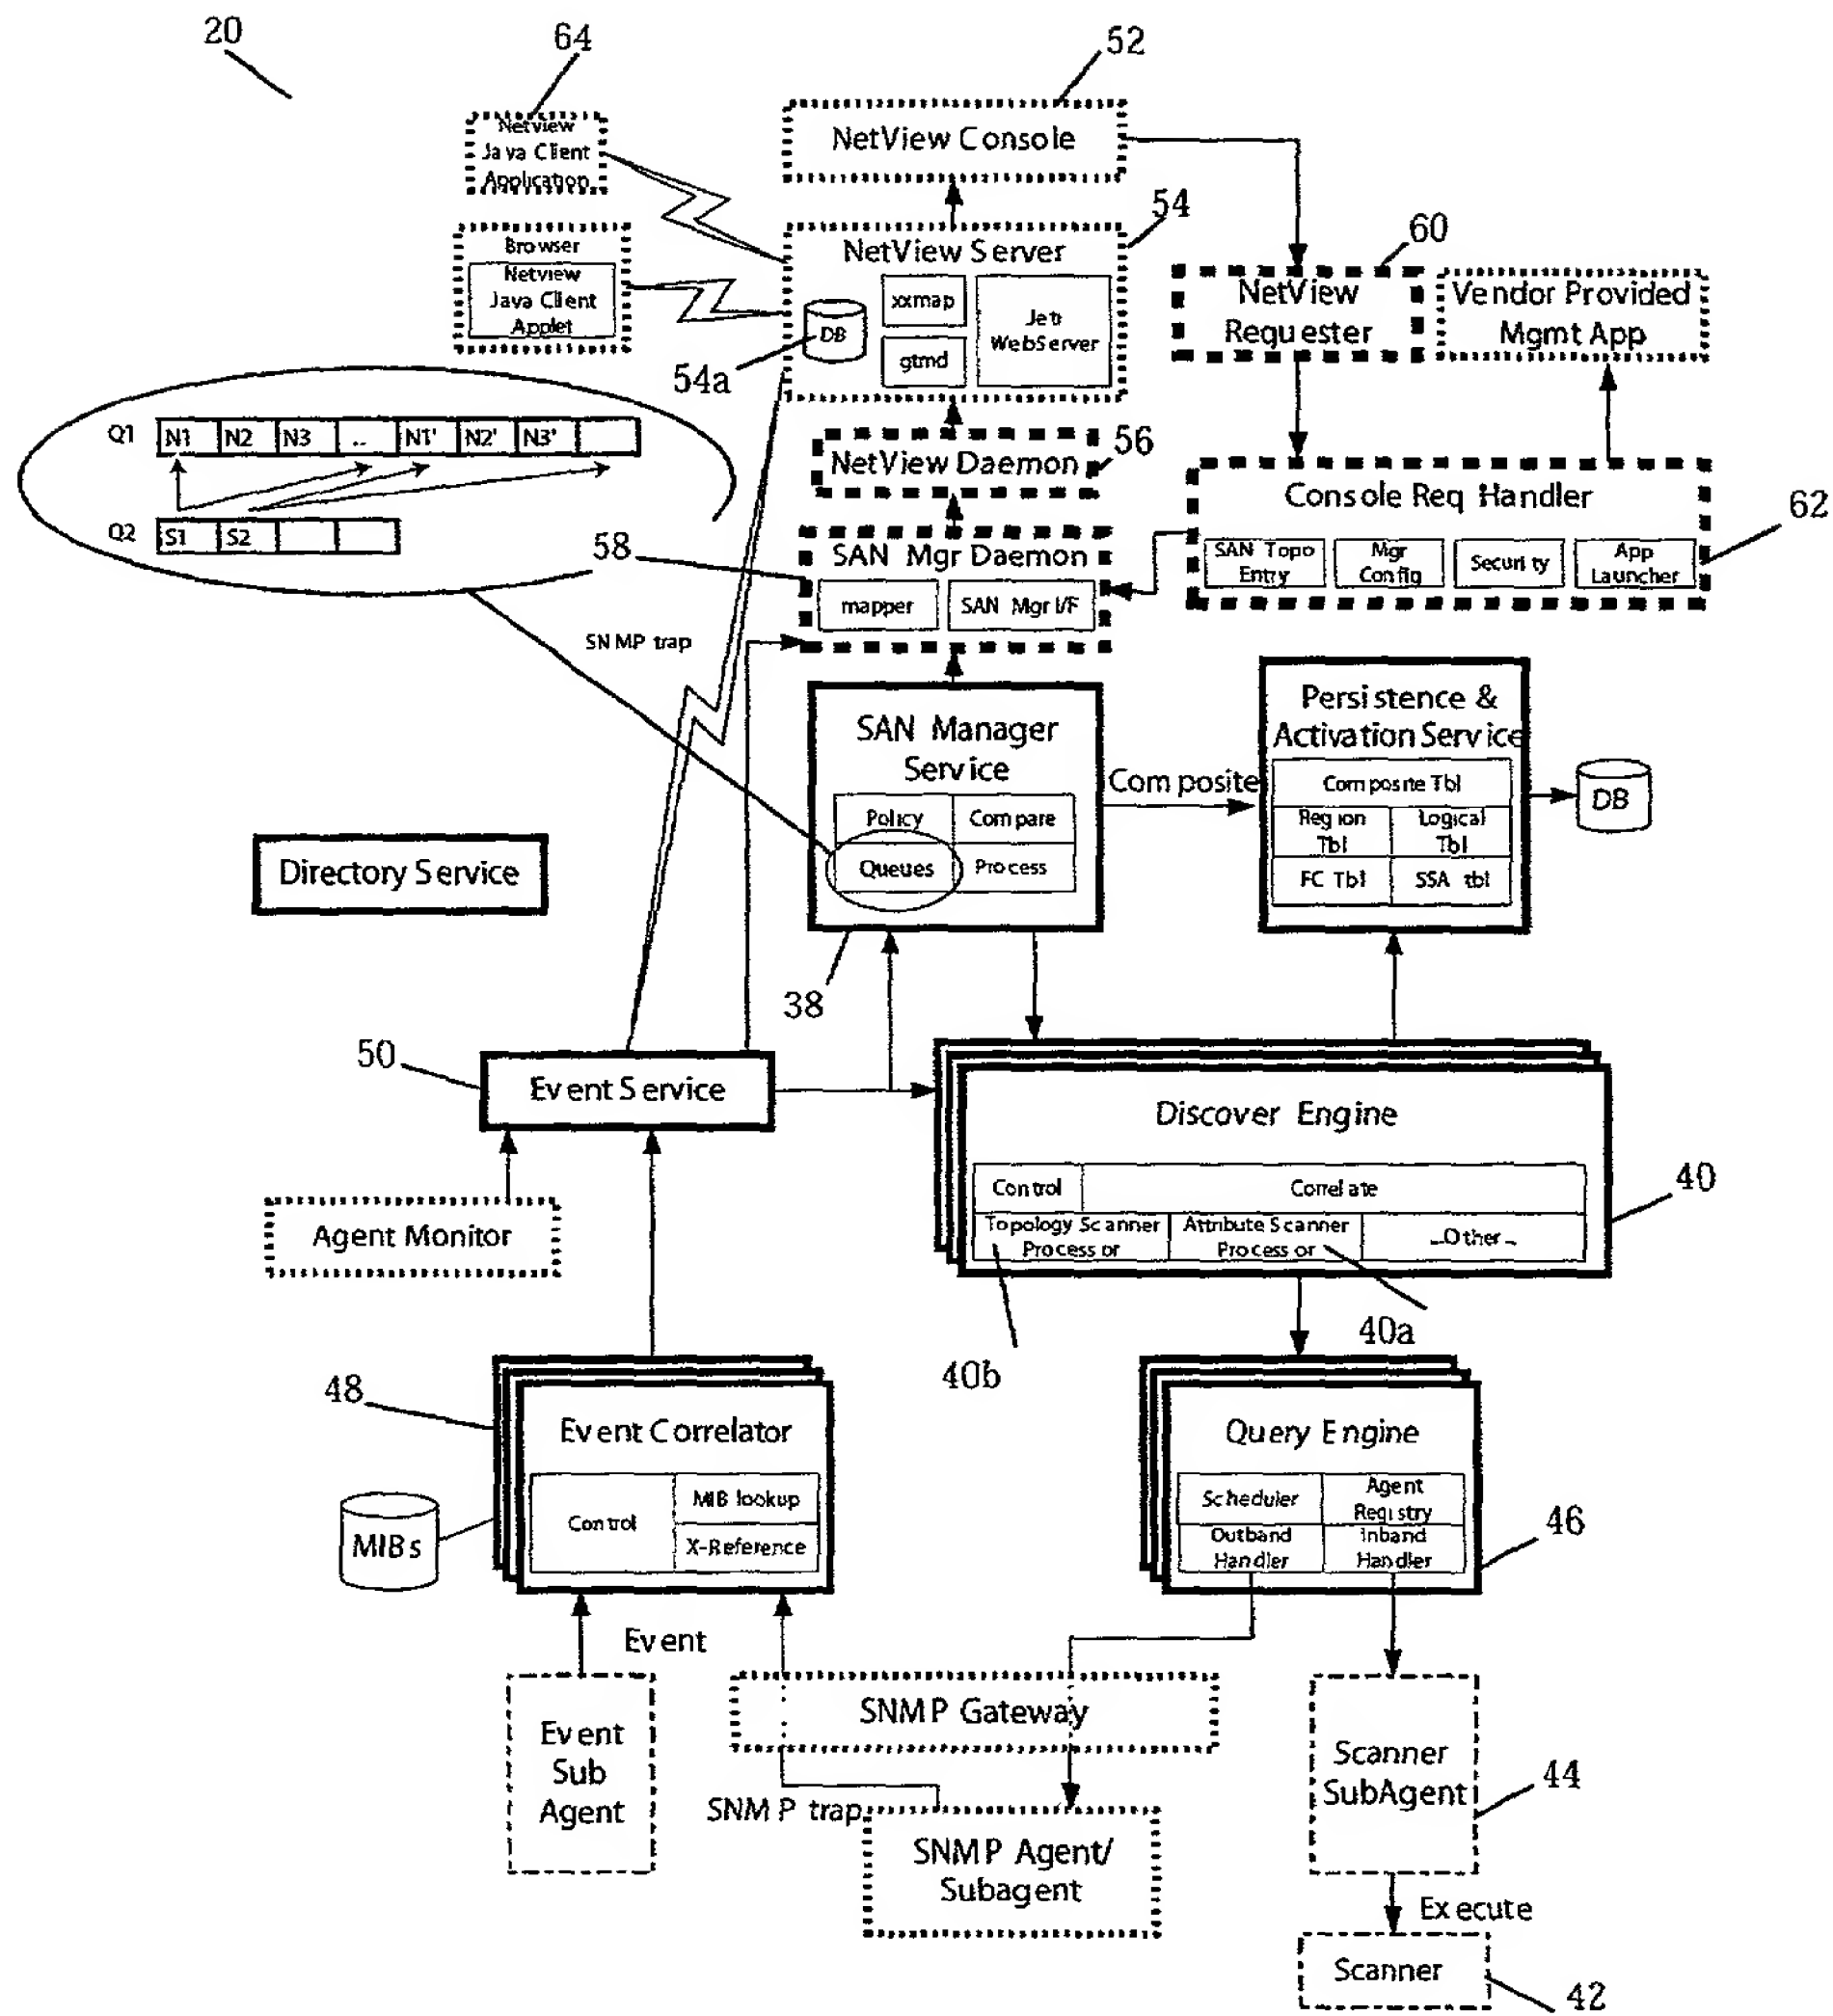 20
64
52
Netview
Java Client
Application
NetView Console
54
Browser
Netview
Java Client
Applet
NetView Server
DB
xxmap
gtmd
WebServer
54a
60
NetView
Requester
Vendor Provided
Mgmt App
Q1 N1 N2 N3 .. N1' N2' N3'
Q2 S1 S2
NetView Daemon
56
Console Req Handler
62
SAN Topo
Entry
Mgr
Config
Security
App
Launcher
58
SAN Mgr Daemon
mapper
SAN Mgr I/F
SNMP trap
SAN Manager
Service
Policy
Compare
Queues
Process
38
Composite
Persistence &
Activation Service
Composite Tbl
Region
Tbl
Logical
Tbl
FC Tbl
SSA tbl
DB
Directory Service
50
Event Service
Discover Engine
Control
Correlate
Topology Scanner
Processor
Attribute Scanner
Processor
..Other..
40
40b
40a
Agent Monitor
48
Event Correlator
Control
MIB lookup
X-Reference
MIBs
Query Engine
Scheduler
Agent
Registry
Outband
Handler
Inband
Handler
46
Event
Event
Sub
Agent
SNMP Gateway
SNMP trap
SNMP Agent/
Subagent
Scanner
SubAgent
44
Execute
Scanner
42